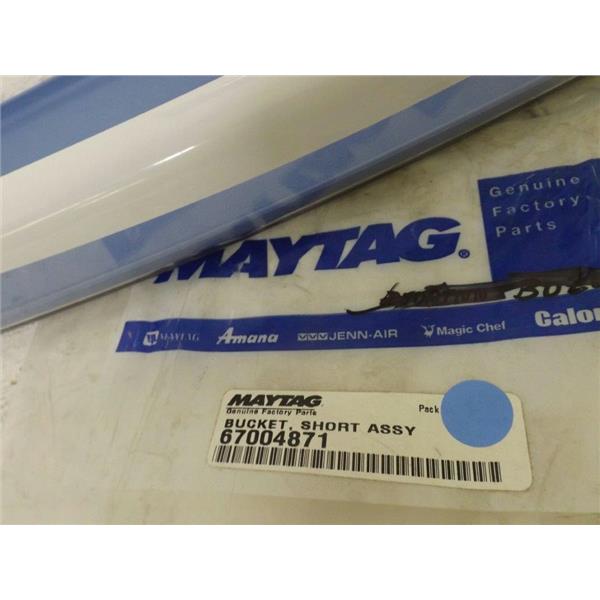 Genuine
Factory
Parts
MAYTAG®
MAYTAG Amana JENN-AIR Magic Chef Calor
MAYTAG Pack
Genuine Factory Parts
BUCKET, SHORT ASSY
67004871